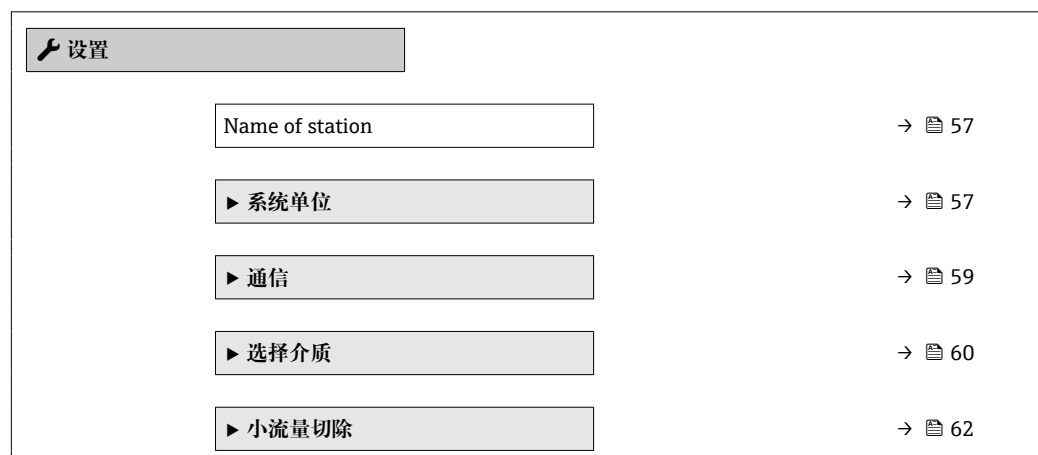 设置
Name of station → 57
▶ 系统单位 → 57
▶ 通信 → 59
▶ 选择介质 → 60
▶ 小流量切除 → 62